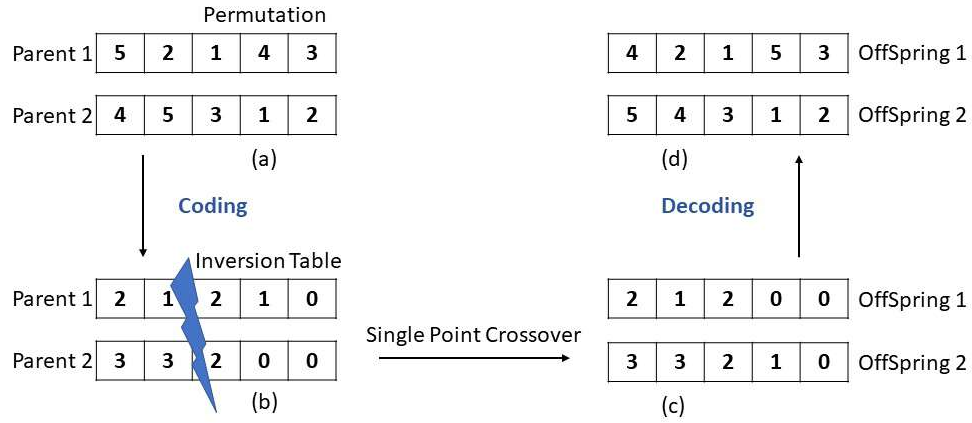 Permutation
Parent 1 5 2 1 4 3
Parent 2 4 5 3 1 2
(a)
Coding
Inversion Table
Parent 1 2 1 2 1 0
Parent 2 3 3 2 0 0
(b)
Single Point Crossover
4 2 1 5 3 OffSpring 1
5 4 3 1 2 OffSpring 2
(d)
Decoding
2 1 2 0 0 OffSpring 1
3 3 2 1 0 OffSpring 2
(c)